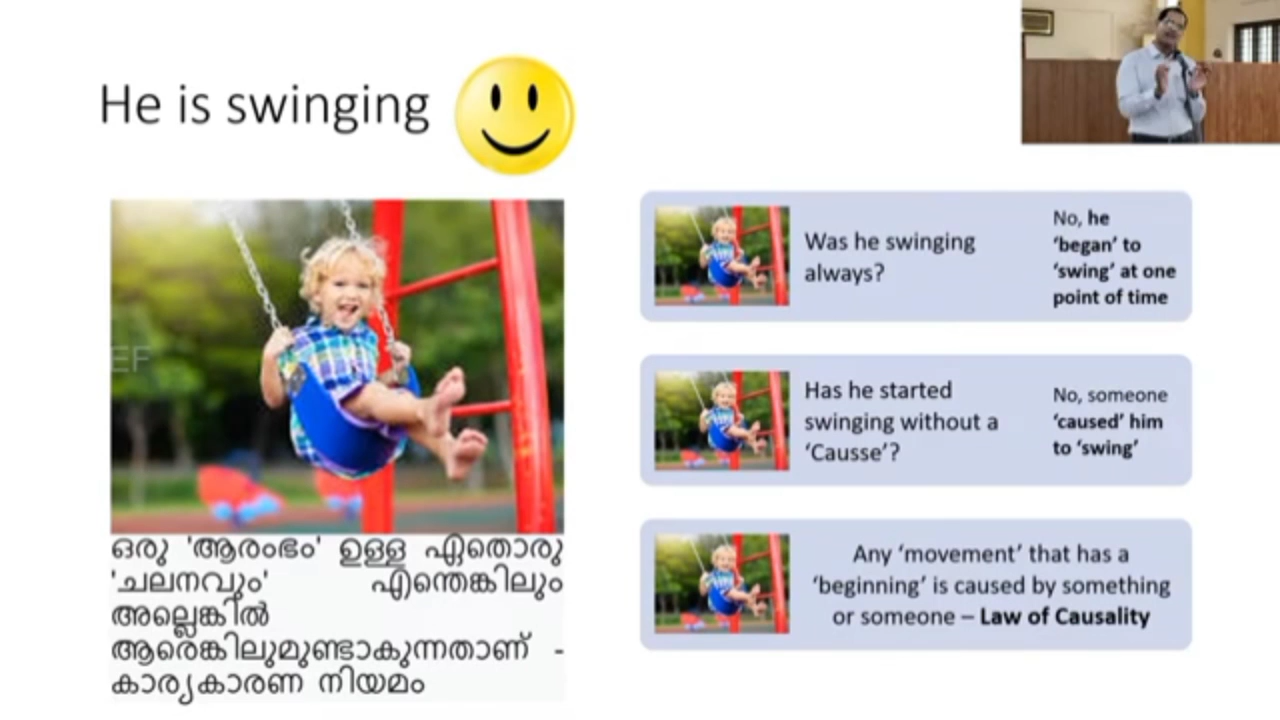 He is swinging
EF
ഒരു 'ആരംഭം' ഉള്ള ഏതൊരു
'ചലനവും' എന്തെങ്കിലും
അല്ലെങ്കിൽ
ആരെങ്കിലുമുണ്ടാകുന്നതാണ് -
കാര്യകാരണ നിയമം
Was he swinging
always?
No, he
‘began’ to
‘swing’ at one
point of time
Has he started
swinging without a
‘Causse’?
No, someone
‘caused’ him
to ‘swing’
Any ‘movement’ that has a
‘beginning’ is caused by something
or someone – Law of Causality